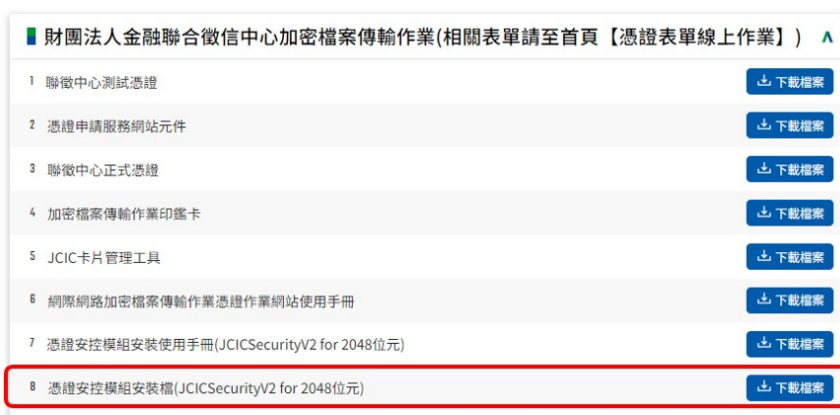 財團法人金融聯合徵信中心加密檔案傳輸作業(相關表單請至首頁【憑證表單線上作業】)
1 聯徵中心測試憑證 下載檔案
2 憑證申請服務網站元件 下載檔案
3 聯徵中心正式憑證 下載檔案
4 加密檔案傳輸作業印鑑卡 下載檔案
5 JCIC卡片管理工具 下載檔案
6 網際網路加密檔案傳輸作業憑證作業網站使用手冊 下載檔案
7 憑證安控模組安裝使用手冊(JCICSecurityV2 for 2048位元) 下載檔案
8 憑證安控模組安裝檔(JCICSecurityV2 for 2048位元) 下載檔案